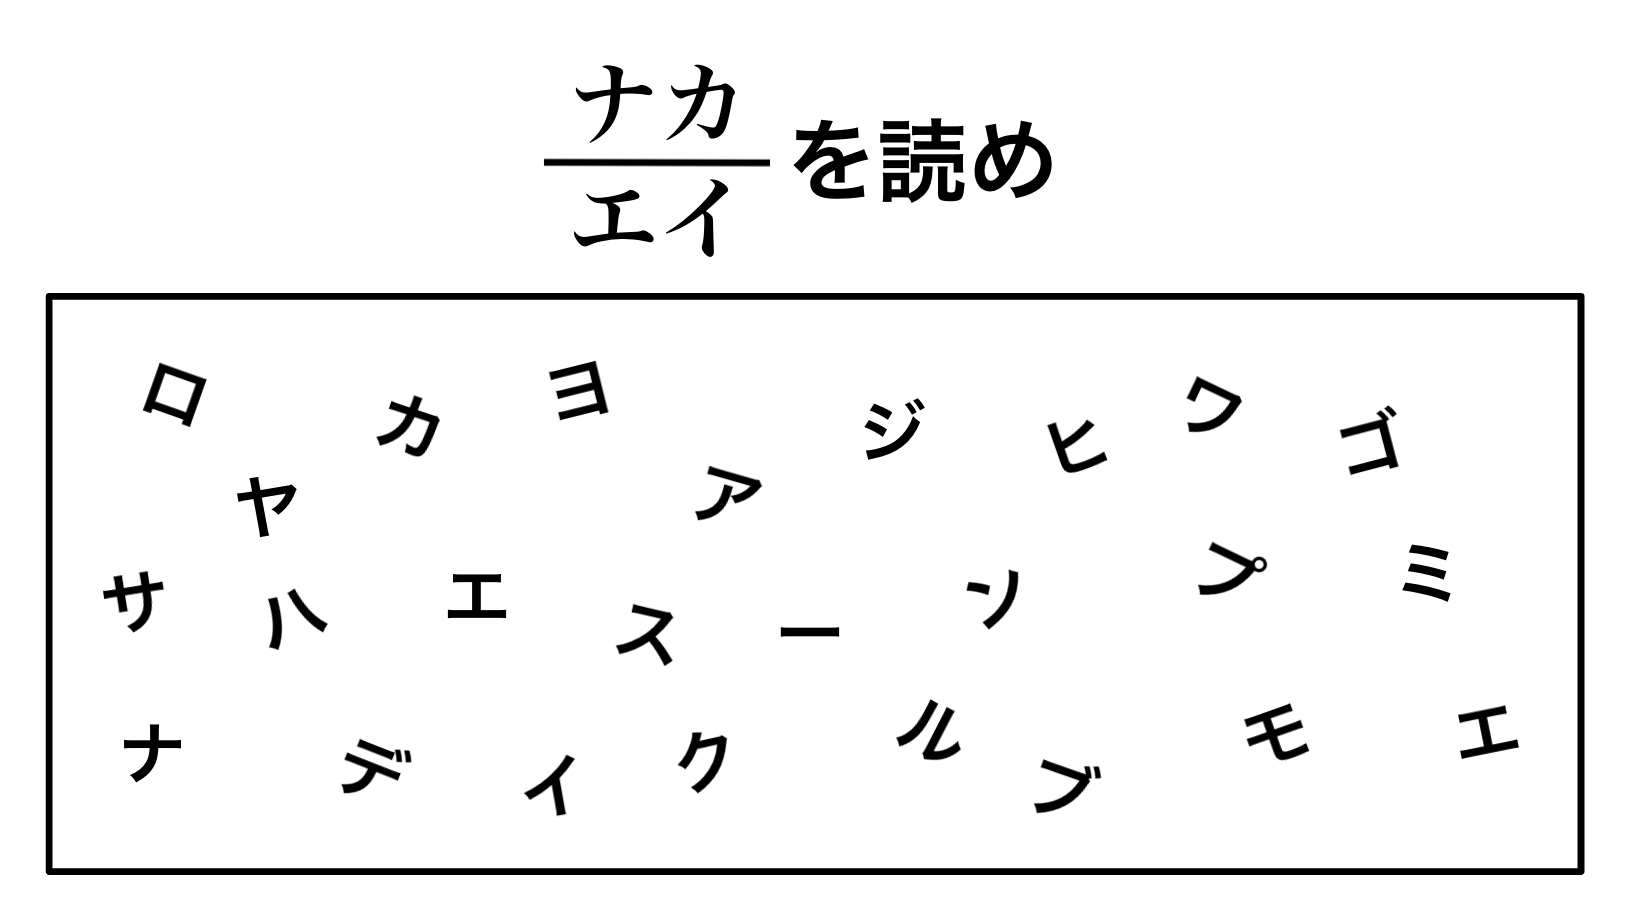 ナカ
エイ
を読め
ロ カ ヨ ジ ヒ ワ ゴ
ヤ ア
サ ハ エ ス ー ソ プ ミ
ナ デ イ ク ル ブ モ エ